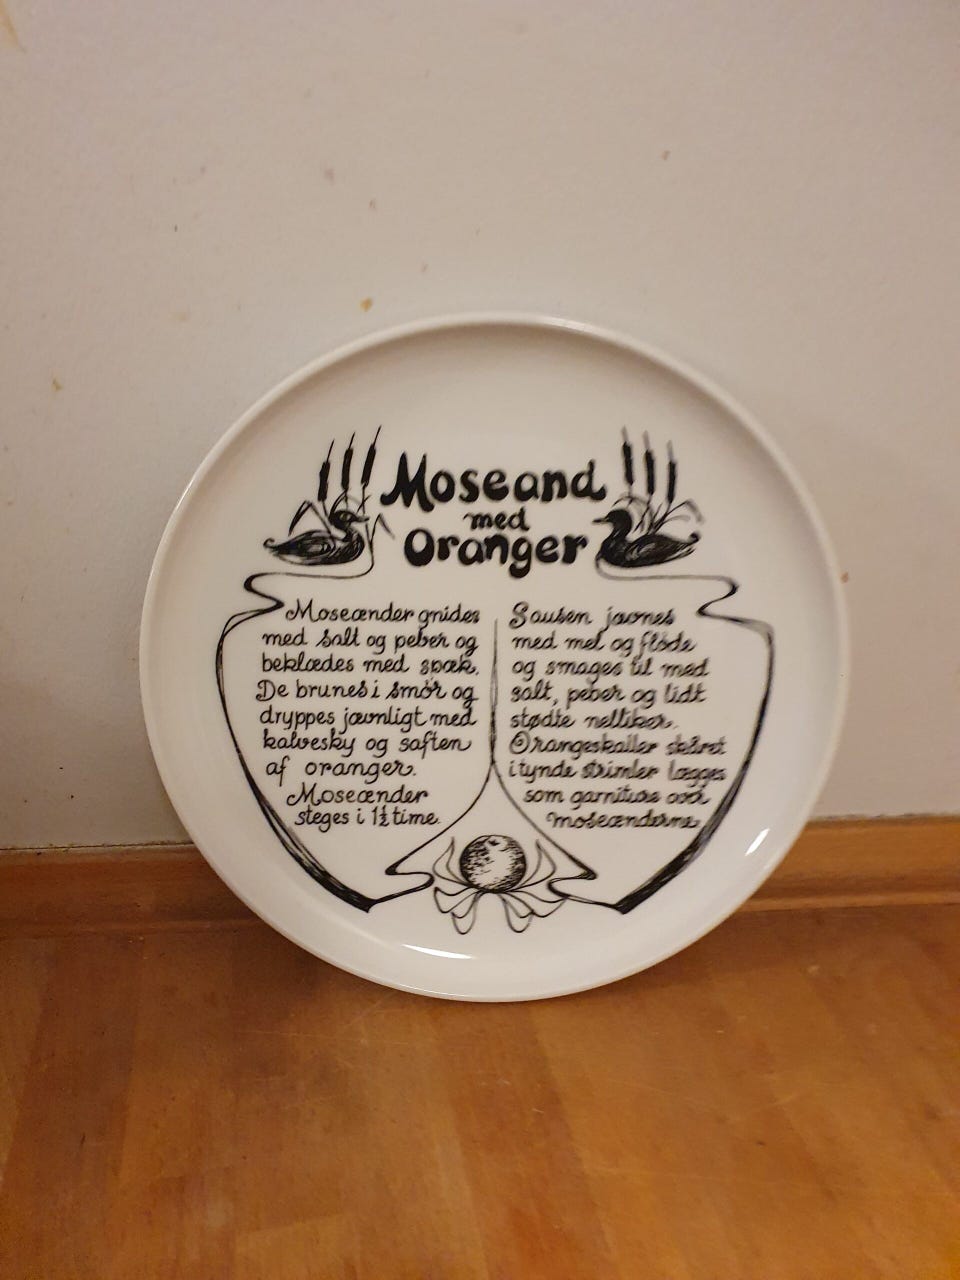 Moseand
med
Oranger
Moseænder gnides
med salt og peber og
beklædes med spæk.
De brunes i smör og
dryppes jævnligt med
kalvesky og saften
af oranger.
Moseænder
steges i 1½ time.
Sausen jævnes
med mel og flöde
og smages til med
salt, peber og lidt
stødte nelliker.
Orangeskaller skåret
i tynde strimler lægges
som garniture over
moseænderne.